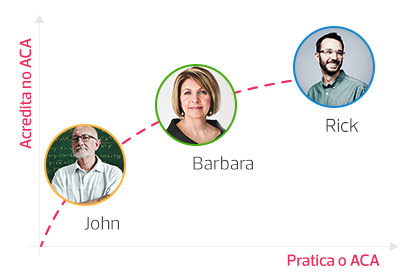 Acredita no ACA
Rick
Barbara
John
Pratica o ACA